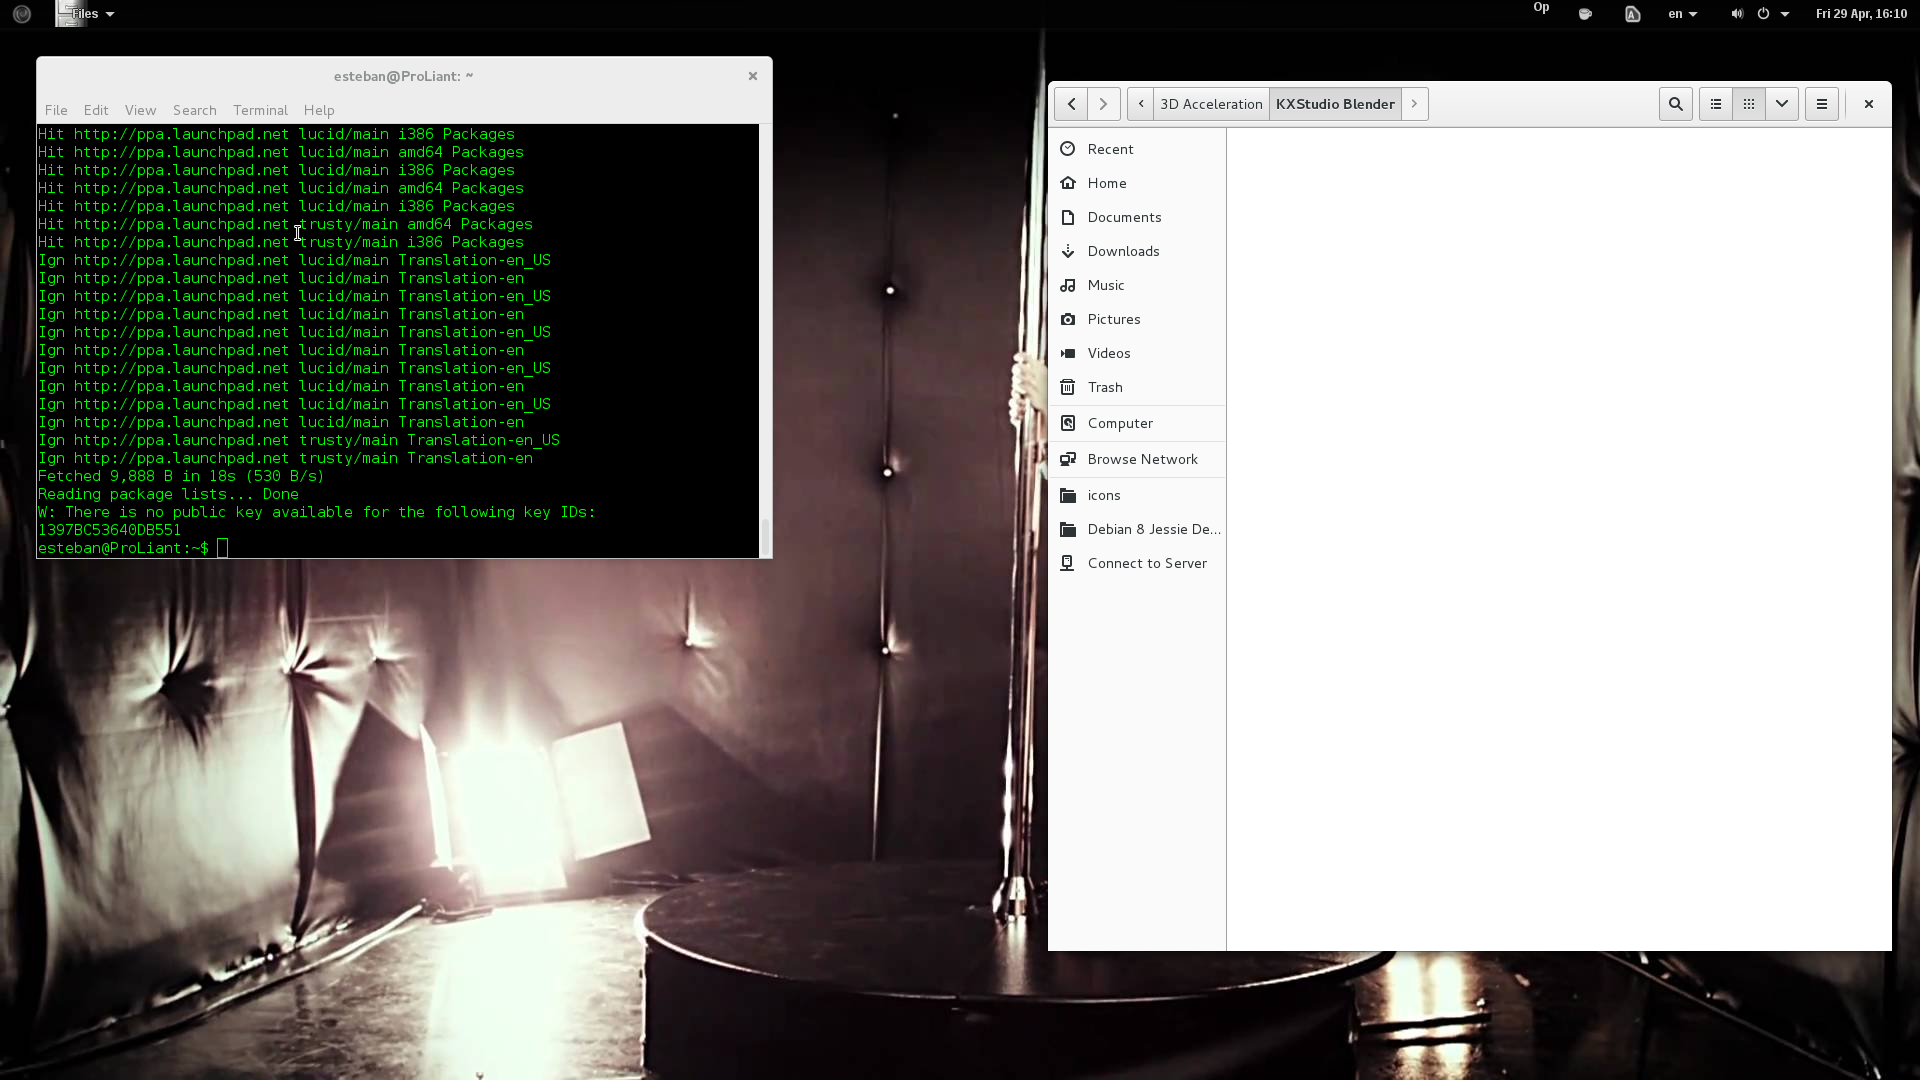 Files
Op
en
Fri 29 Apr, 16:10
esteban@ProLiant: ~
File Edit View Search Terminal Help
Hit http://ppa.launchpad.net lucid/main i386 Packages
Hit http://ppa.launchpad.net lucid/main amd64 Packages
Hit http://ppa.launchpad.net lucid/main i386 Packages
Hit http://ppa.launchpad.net lucid/main amd64 Packages
Hit http://ppa.launchpad.net lucid/main i386 Packages
Hit http://ppa.launchpad.net trusty/main amd64 Packages
Hit http://ppa.launchpad.net trusty/main i386 Packages
Ign http://ppa.launchpad.net lucid/main Translation-en_US
Ign http://ppa.launchpad.net lucid/main Translation-en
Ign http://ppa.launchpad.net lucid/main Translation-en_US
Ign http://ppa.launchpad.net lucid/main Translation-en
Ign http://ppa.launchpad.net lucid/main Translation-en_US
Ign http://ppa.launchpad.net lucid/main Translation-en
Ign http://ppa.launchpad.net lucid/main Translation-en_US
Ign http://ppa.launchpad.net lucid/main Translation-en
Ign http://ppa.launchpad.net lucid/main Translation-en_US
Ign http://ppa.launchpad.net lucid/main Translation-en
Ign http://ppa.launchpad.net trusty/main Translation-en_US
Ign http://ppa.launchpad.net trusty/main Translation-en
Fetched 9,888 B in 18s (530 B/s)
Reading package lists... Done
W: There is no public key available for the following key IDs:
1397BC53640DB551
esteban@ProLiant:~$
3D Acceleration KXStudio Blender
Recent
Home
Documents
Downloads
Music
Pictures
Videos
Trash
Computer
Browse Network
icons
Debian 8 Jessie De...
Connect to Server